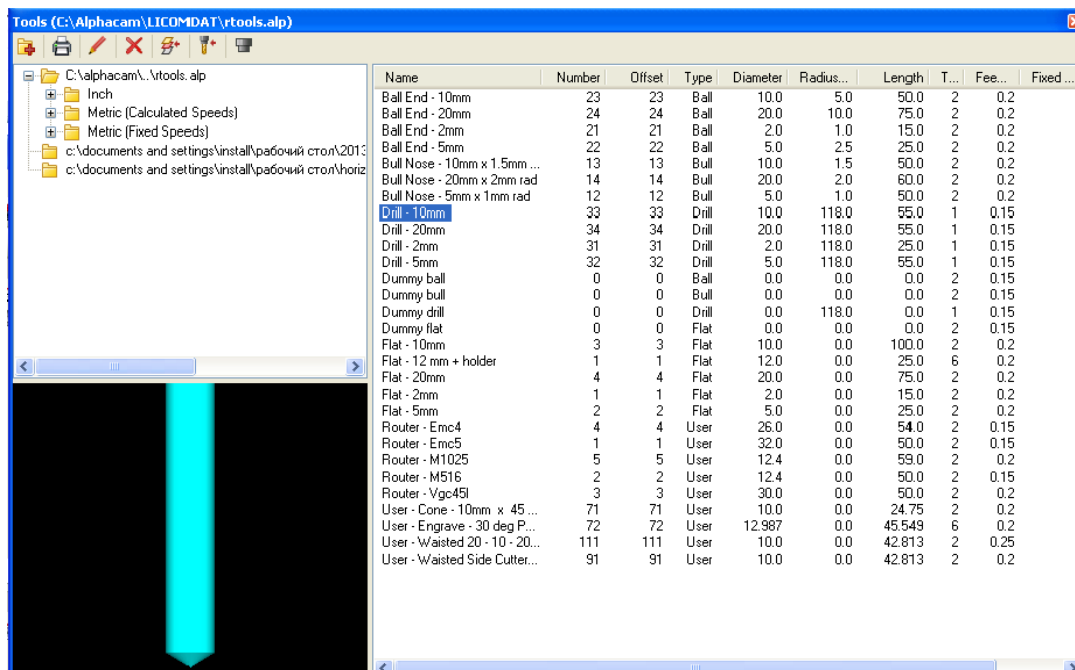 Tools (C:\Alphacam\LICOMDAT\rtools.alp)
C:\alphacam\..\rtools.alp
Inch
Metric (Calculated Speeds)
Metric (Fixed Speeds)
c:\documents and settings\install\рабочий стол\2013
c:\documents and settings\install\рабочий стол\horiz
Name Number Offset Type Diameter Radius... Length T... Fee... Fixed ...
Ball End - 10mm 23 23 Ball 10.0 5.0 50.0 2 0.2
Ball End - 20mm 24 24 Ball 20.0 10.0 75.0 2 0.2
Ball End - 2mm 21 21 Ball 2.0 1.0 15.0 2 0.2
Ball End - 5mm 22 22 Ball 5.0 2.5 25.0 2 0.2
Bull Nose - 10mm x 1.5mm ... 13 13 Bull 10.0 1.5 50.0 2 0.2
Bull Nose - 20mm x 2mm rad 14 14 Bull 20.0 2.0 60.0 2 0.2
Bull Nose - 5mm x 1mm rad 12 12 Bull 5.0 1.0 50.0 2 0.2
Drill - 10mm 33 33 Drill 10.0 118.0 55.0 1 0.15
Drill - 20mm 34 34 Drill 20.0 118.0 55.0 1 0.15
Drill - 2mm 31 31 Drill 2.0 118.0 25.0 1 0.15
Drill - 5mm 32 32 Drill 5.0 118.0 55.0 1 0.15
Dummy ball 0 0 Ball 0.0 0.0 0.0 2 0.15
Dummy bull 0 0 Bull 0.0 0.0 0.0 2 0.15
Dummy drill 0 0 Drill 0.0 118.0 0.0 1 0.15
Dummy flat 0 0 Flat 0.0 0.0 0.0 2 0.15
Flat - 10mm 3 3 Flat 10.0 0.0 100.0 2 0.2
Flat - 12 mm + holder 1 1 Flat 12.0 0.0 25.0 6 0.2
Flat - 20mm 4 4 Flat 20.0 0.0 75.0 2 0.2
Flat - 2mm 1 1 Flat 2.0 0.0 15.0 2 0.2
Flat - 5mm 2 2 Flat 5.0 0.0 25.0 2 0.2
Router - Emc4 4 4 User 26.0 0.0 54.0 2 0.15
Router - Emc5 1 1 User 32.0 0.0 50.0 2 0.15
Router - M1025 5 5 User 12.4 0.0 59.0 2 0.2
Router - M516 2 2 User 12.4 0.0 50.0 2 0.15
Router - Vgc45l 3 3 User 30.0 0.0 50.0 2 0.2
User - Cone - 10mm x 45 ... 71 71 User 10.0 0.0 24.75 2 0.2
User - Engrave - 30 deg P... 72 72 User 12.987 0.0 45.549 6 0.2
User - Waisted 20 - 10 - 20... 111 111 User 10.0 0.0 42.813 2 0.25
User - Waisted Side Cutter... 91 91 User 10.0 0.0 42.813 2 0.2